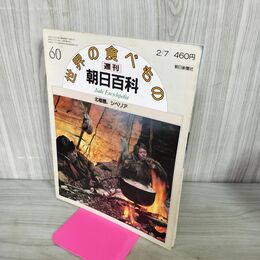 世界の食べもの
60
週刊
朝日百科
Asahi Encyclopedia
2/7 460円
朝日新聞社
北極圏，シベリア